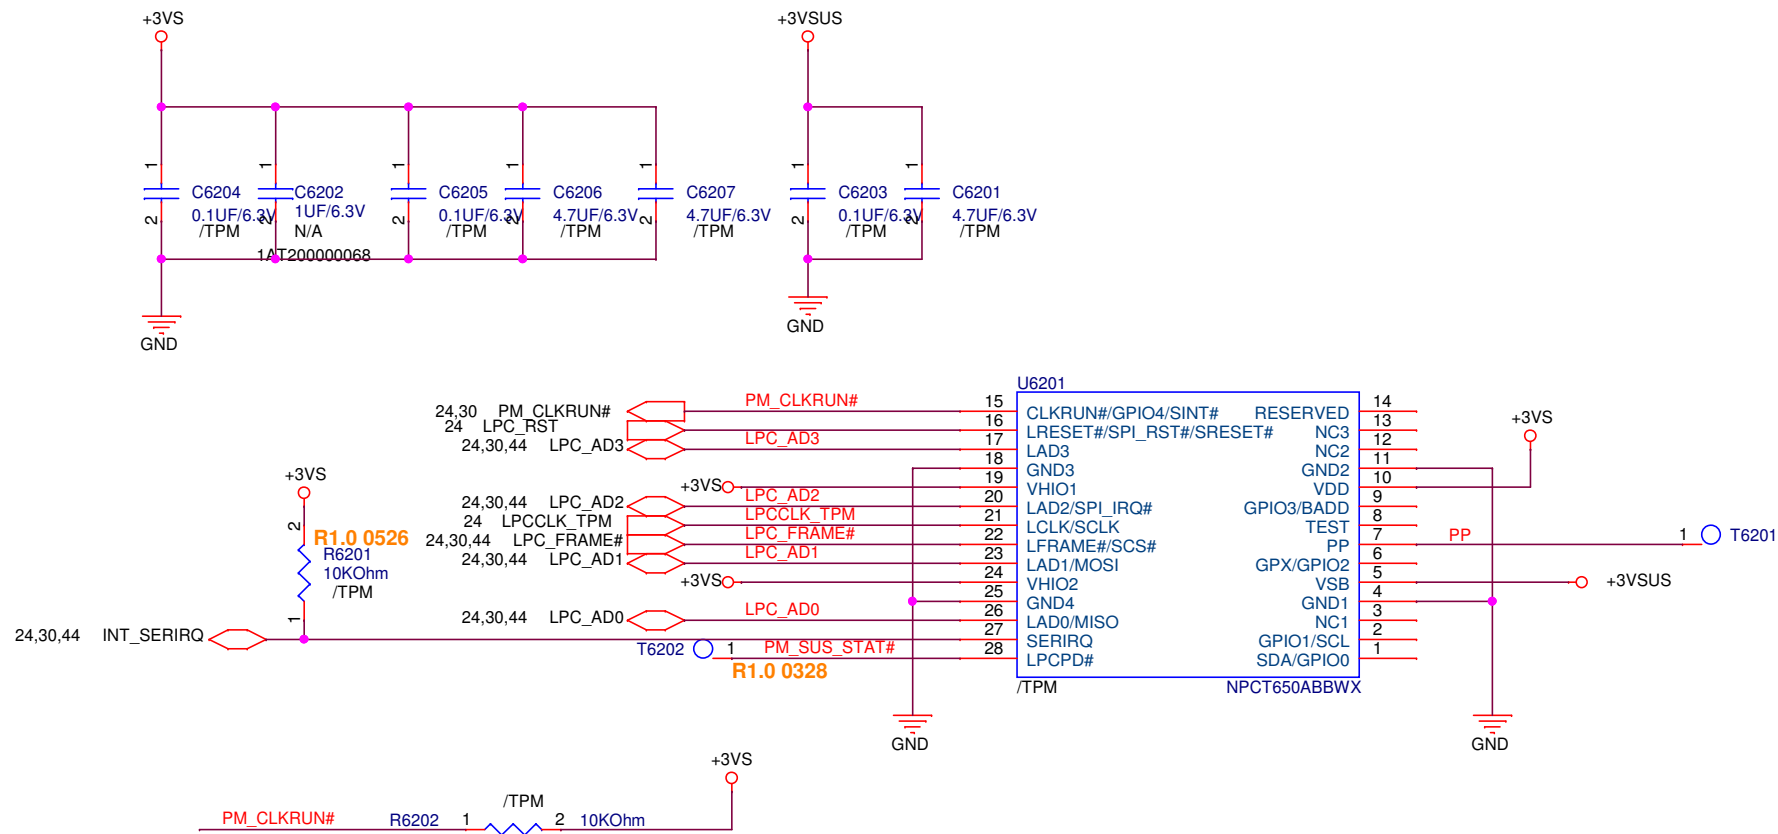 +3VS
+3VSUS
1 1 1 1 1 1
C6204 C6202 C6205 C6206 C6207 C6203 C6201
0.1UF/6.3V 1UF/6.3V 0.1UF/6.3V 4.7UF/6.3V 4.7UF/6.3V 0.1UF/6.3V 4.7UF/6.3V
2 2 2 2 2 2
/TPM N/A /TPM /TPM /TPM /TPM /TPM
1AT200000068
GND
GND
U6201
24,30 PM_CLKRUN# PM_CLKRUN# 15 CLKRUN#/GPIO4/SINT# RESERVED 14
24 LPC_RST 16 LRESET#/SPI_RST#/SRESET# NC3 13
24,30,44 LPC_AD3 LPC_AD3 17 LAD3 NC2 12
18 GND3 GND2 11
+3VS 19 VHIO1 VDD 10 +3VS
24,30,44 LPC_AD2 LPC_AD2 20 LAD2/SPI_IRQ# GPIO3/BADD 9
24 LPCCLK_TPM LPCCLK_TPM 21 LCLK/SCLK TEST 8
24,30,44 LPC_FRAME# LPC_FRAME# 22 LFRAME#/SCS# PP 7 PP 1 T6201
24,30,44 LPC_AD1 LPC_AD1 23 LAD1/MOSI GPX/GPIO2 6
+3VS 24 VHIO2 VSB 5 +3VSUS
25 GND4 GND1 4
24,30,44 LPC_AD0 LPC_AD0 26 LAD0/MISO NC1 3
24,30,44 INT_SERIRQ 27 SERIRQ GPIO1/SCL 2
T6202 1 PM_SUS_STAT# 28 LPCPD# SDA/GPIO0 1
R1.0 0328
/TPM NPCT650ABBWX
+3VS
2
R1.0 0526
R6201
10KOhm
/TPM
1
GND
GND
+3VS
/TPM
PM_CLKRUN# R6202 1 2 10KOhm